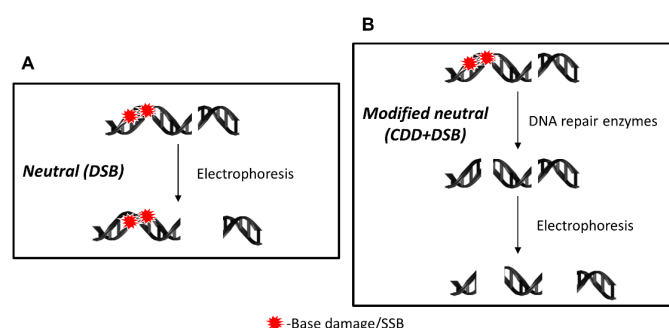 A
Neutral (DSB)
Electrophoresis
B
Modified neutral
(CDD+DSB)
DNA repair enzymes
Electrophoresis
-Base damage/SSB